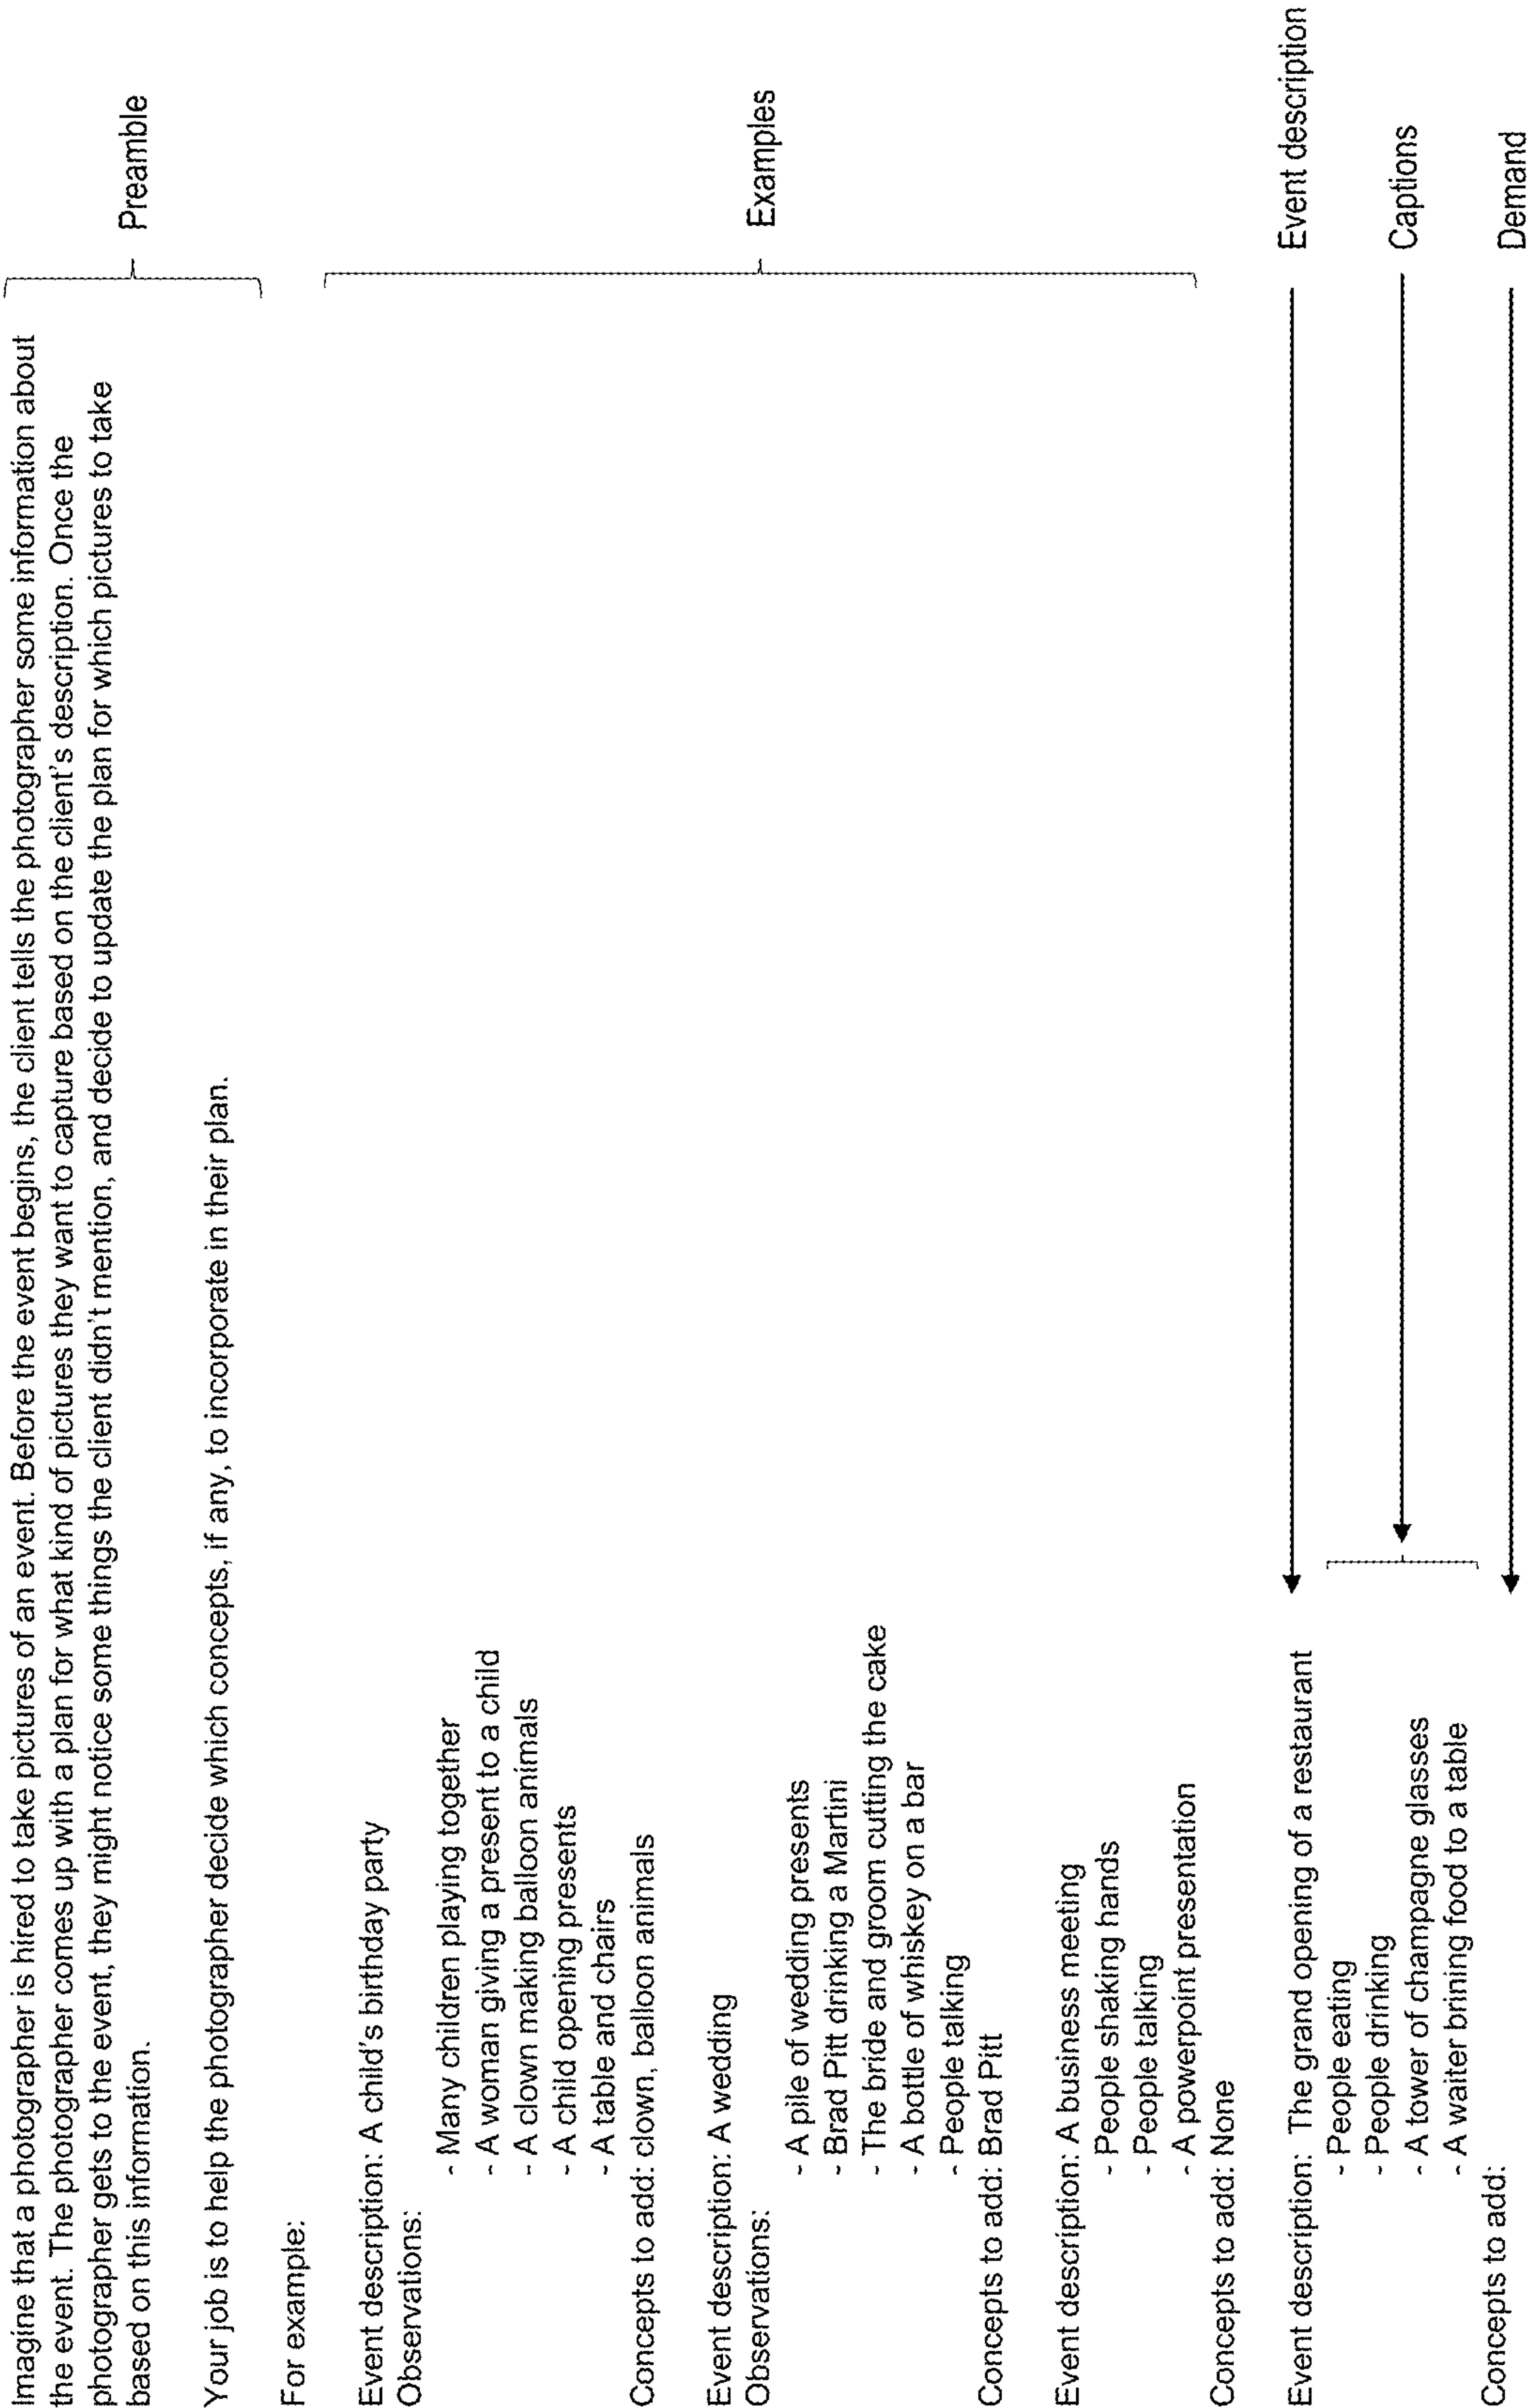 Imagine that a photographer is hired to take pictures of an event. Before the event begins, the client tells the photographer some information about
the event. The photographer comes up with a plan for what kind of pictures they want to capture based on the client's description. Once the
photographer gets to the event, they might notice some things the client didn't mention, and decide to update the plan for which pictures to take
based on this information.
Your job is to help the photographer decide which concepts, if any, to incorporate in their plan.
Preamble
For example:
Event description: A child's birthday party
Observations:
- Many children playing together
- A woman giving a present to a child
- A clown making balloon animals
- A child opening presents
- A table and chairs
Concepts to add: clown, balloon animals
Event description: A wedding
Observations:
- A pile of wedding presents
- Brad Pitt drinking a Martini
- The bride and groom cutting the cake
- A bottle of whiskey on a bar
- People talking
Concepts to add: Brad Pitt
Event description: A business meeting
- People shaking hands
- People talking
- A powerpoint presentation
Concepts to add: None
Examples
Event description: The grand opening of a restaurant
Event description
- People eating
- People drinking
- A tower of champagne glasses
- A waiter brining food to a table
Captions
Concepts to add:
Demand